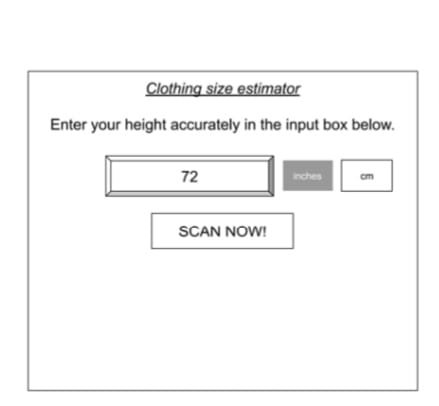 Clothing size estimator
Enter your height accurately in the input box below.
72 inches cm
SCAN NOW!